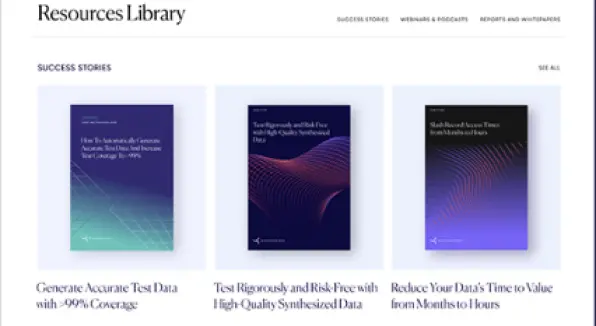 Resources Library
SUCCESS STORIES WEBINARS & PODCASTS REPORTS AND WHITEPAPERS
SUCCESS STORIES
SEE ALL
How To Automatically Generate
Accurate Test Data And Increase
Test Coverage To >99%
Test Rigorously and Risk-Free
with High-Quality Synthesized
Data
Slash Record Access Times
from Months to Hours
Generate Accurate Test Data
with >99% Coverage
Test Rigorously and Risk-Free with
High-Quality Synthesized Data
Reduce Your Data's Time to Value
from Months to Hours